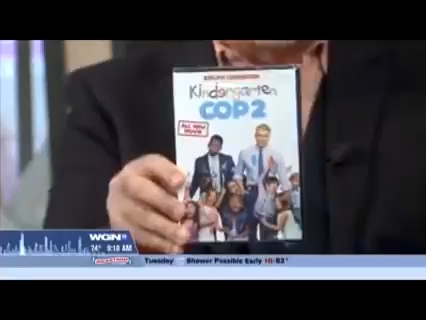 DOLPH LUNDGREN
Kindergarten
COP 2
ALL NEW
MOVIE
WGN 9
74° 9:18 AM
Tuesday Shower Possible Early HI-83°